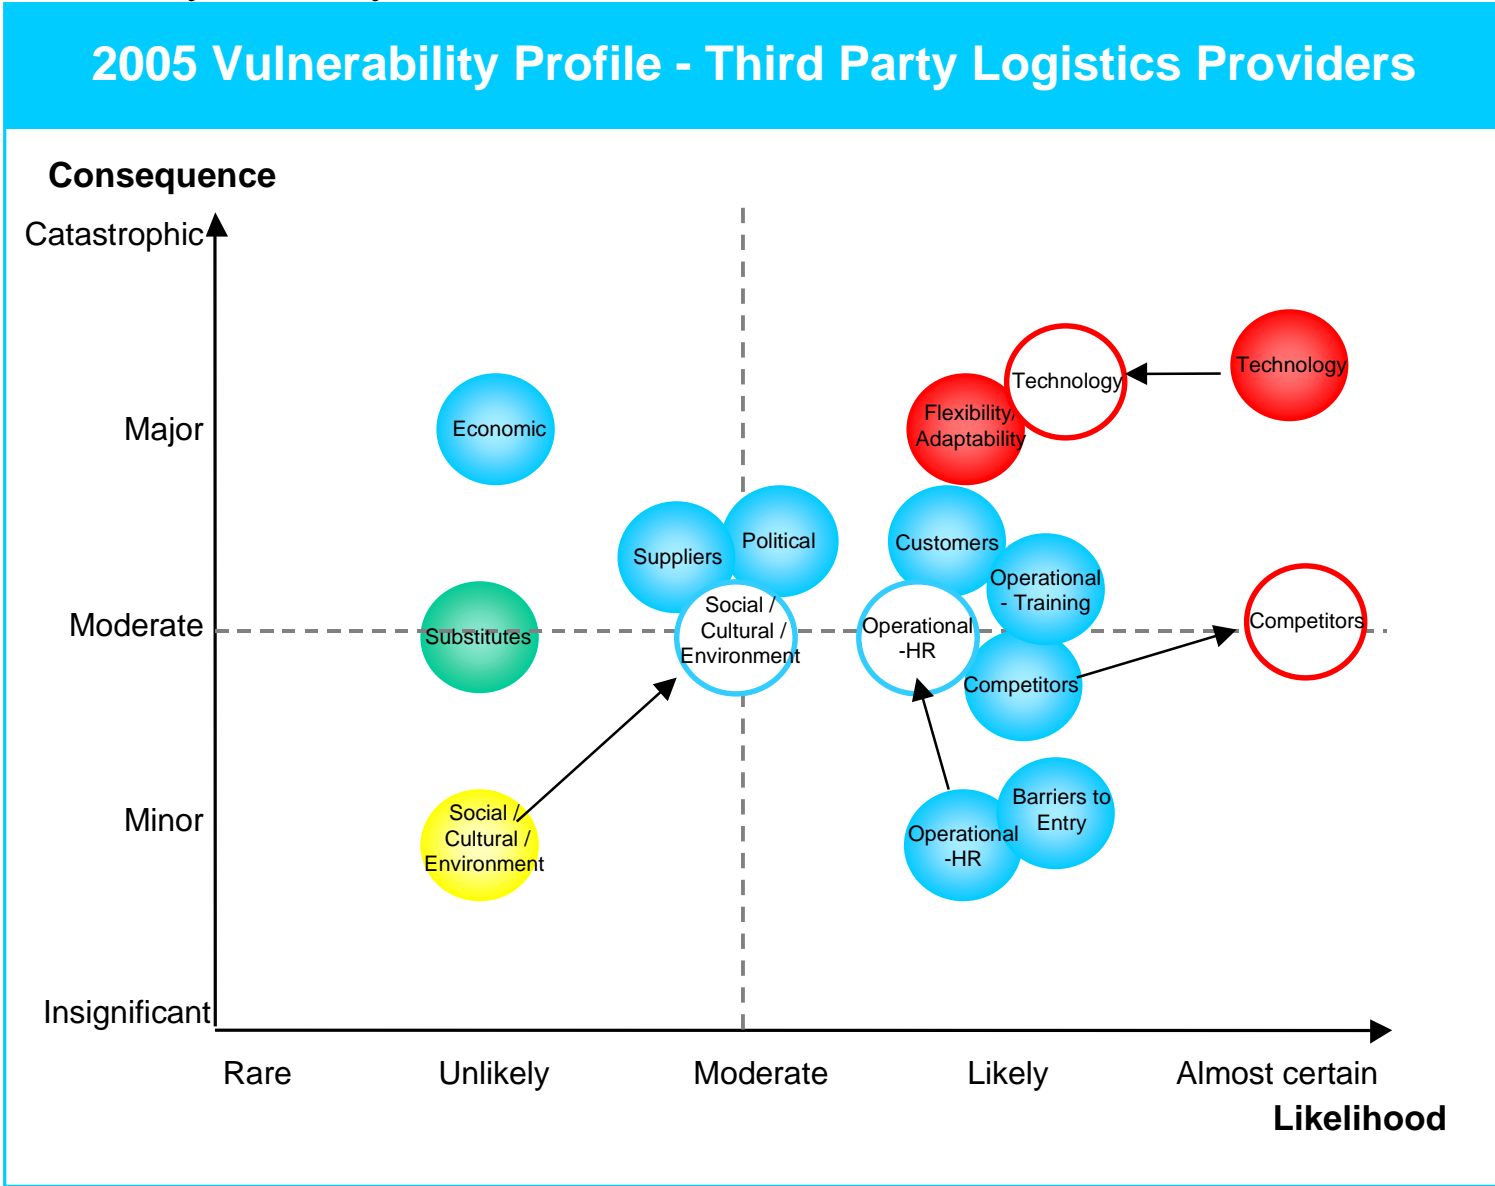 2005 Vulnerability Profile - Third Party Logistics Providers
Consequence
Catastrophic
Major
Moderate
Minor
Insignificant
Technology
Technology
Flexibility/
Adaptability
Economic
Suppliers
Political
Customers
Operational
- Training
Substitutes
Social /
Cultural /
Environment
Operational
-HR
Competitors
Competitors
Social /
Cultural /
Environment
Operational
-HR
Barriers to
Entry
Rare
Unlikely
Moderate
Likely
Almost certain
Likelihood